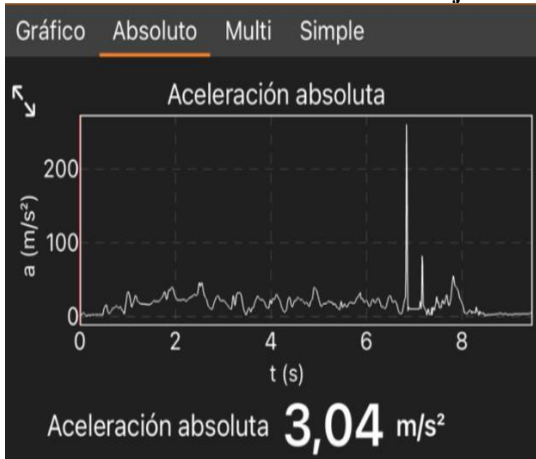 Gráfico Absoluto Multi Simple
Aceleración absoluta
200
100
0
a (m/s²)
0 2 4 6 8
t (s)
Aceleración absoluta 3,04 m/s²